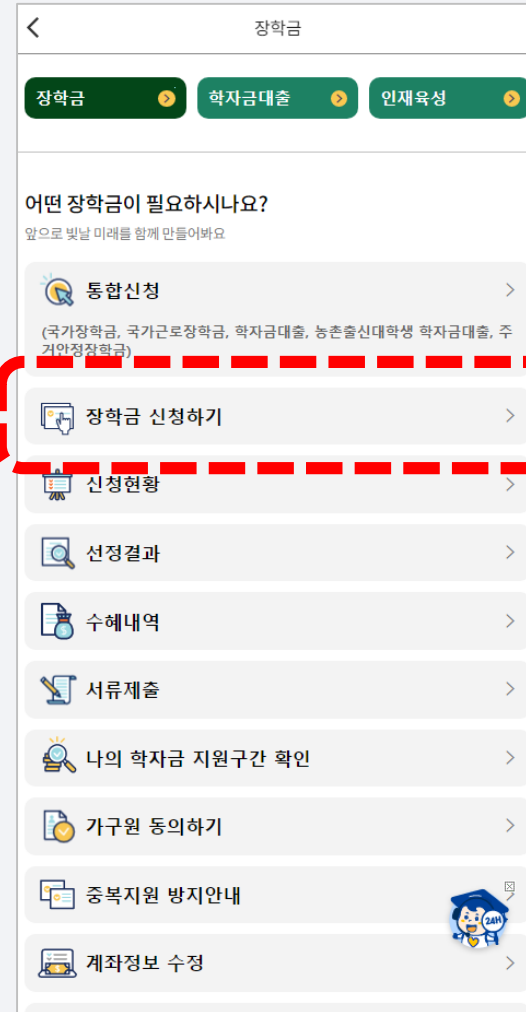 장학금
장학금
학자금대출
인재육성
어떤 장학금이 필요하시나요?
앞으로 빛날 미래를 함께 만들어봐요
통합신청
(국가장학금, 국가근로장학금, 학자금대출, 농촌출신대학생 학자금대출, 주
거안정장학금)
장학금 신청하기
신청현황
선정결과
수혜내역
서류제출
나의 학자금 지원구간 확인
가구원 동의하기
중복지원 방지안내
24H
계좌정보 수정